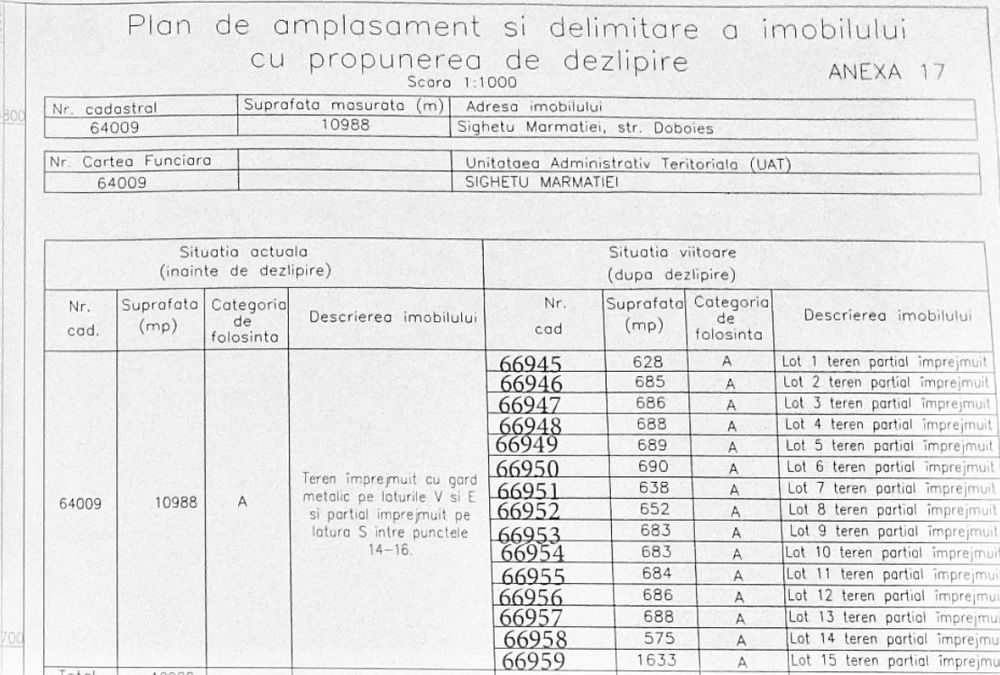 Plan de amplasament si delimitare a imobilului
cu propunerea de dezlipire
ANEXA 17
Scara 1:1000
800
Nr. cadastral Suprafata masurata (m) Adresa imobilului
64009 10988 Sighetu Marmatiei, str. Doboies
Nr. Cartea Funciara Unitataea Administrativ Teritoriala (UAT)
64009 SIGHETU MARMATIEI
Situatia actuala
(inainte de dezlipire)
Situatia viitoare
(dupa dezlipire)
Nr.
cad.
Suprafata
(mp)
Categoria
de
folosinta
Descrierea imobilului
Nr.
cad
Suprafata
(mp)
Categoria
de
folosinta
Descrierea imobilului
64009 10988 A
Teren împrejmuit cu gard
metalic pe laturile V si E
si partial imprejmuit pe
latura S intre punctele
14-16.
66945 628 A Lot 1 teren partial împrejmuit
66946 685 A Lot 2 teren partial împrejmuit
66947 686 A Lot 3 teren partial împrejmuit
66948 688 A Lot 4 teren partial împrejmuit
66949 689 A Lot 5 teren partial împrejmuit
66950 690 A Lot 6 teren partial împrejmuit
66951 638 A Lot 7 teren partial împrejmuit
66952 652 A Lot 8 teren partial împrejmuit
66953 683 A Lot 9 teren partial împrejmuit
66954 683 A Lot 10 teren partial împrejmuit
66955 684 A Lot 11 teren partial împrejmui
66956 686 A Lot 12 teren partial împrejmui
66957 688 A Lot 13 teren partial împrejmui
66958 575 A Lot 14 teren partial împrejmu
66959 1633 A Lot 15 teren partial împrejmu
700
Total